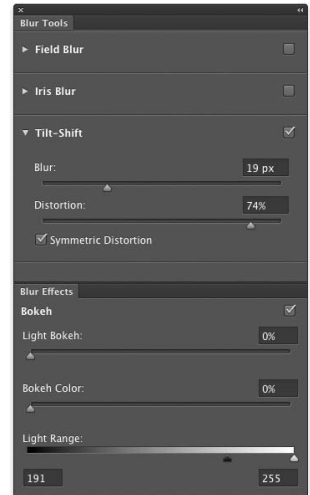 Blur Tools
Field Blur
Iris Blur
Tilt-Shift
Blur: 19 px
Distortion: 74%
Symmetric Distortion
Blur Effects
Bokeh
Light Bokeh: 0%
Bokeh Color: 0%
Light Range:
191 255